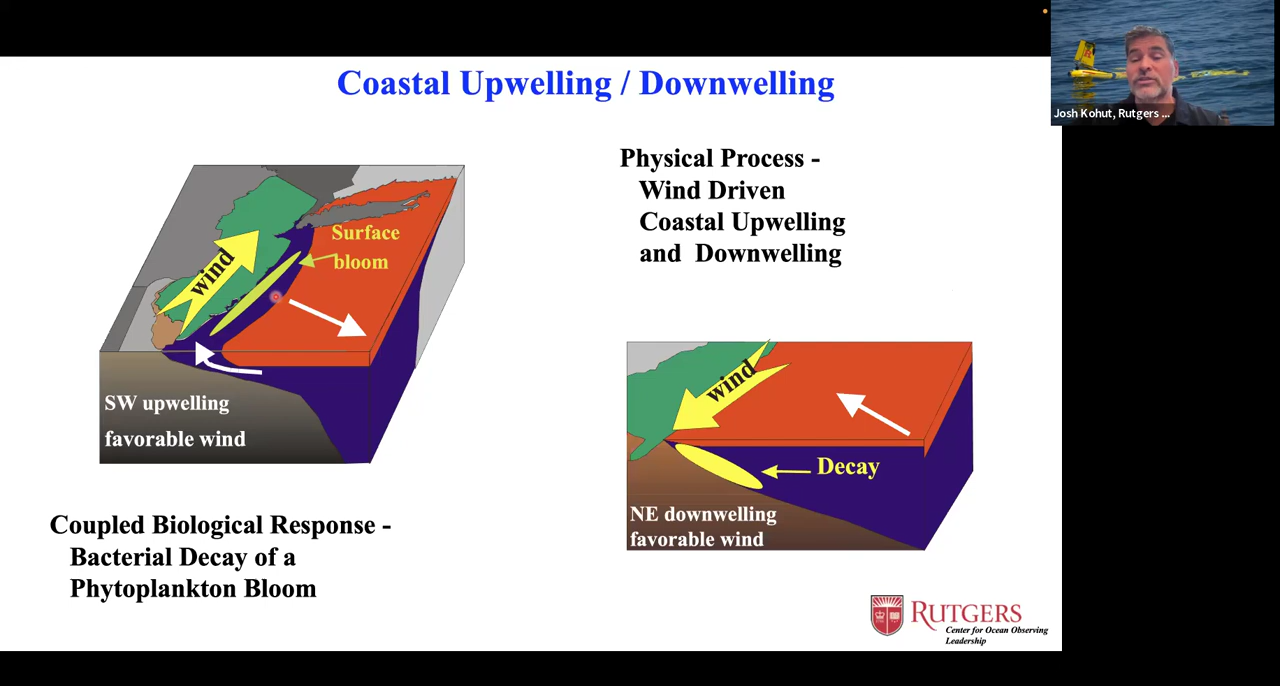 Coastal Upwelling / Downwelling
Josh Kohut, Rutgers ...
Physical Process -
Wind Driven
Coastal Upwelling
and Downwelling
Surface
bloom
wind
SW upwelling
favorable wind
wind
Decay
NE downwelling
favorable wind
Coupled Biological Response -
Bacterial Decay of a
Phytoplankton Bloom
RUTGERS
Center for Ocean Observing
Leadership